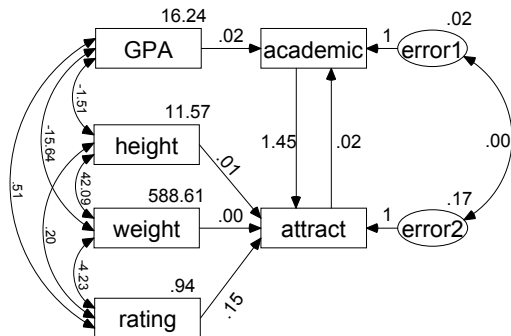 16.24
.02
GPA
.02
academic
1
error1
-1.51
11.57
-15.64
height
1.45
.02
.00
.51
.01
42.09
588.61
.17
.20
weight
.00
attract
1
error2
-4.23
.94
.15
rating